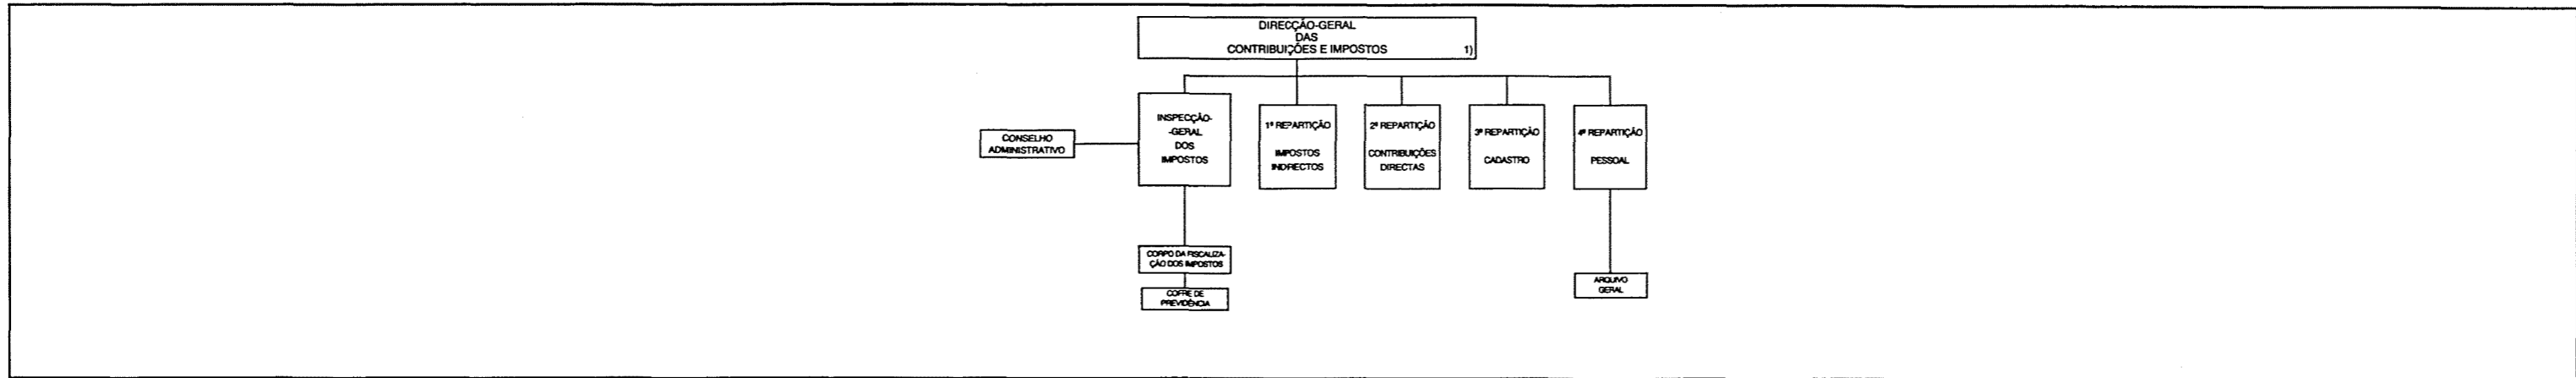 DIRECÇÃO-GERAL
DAS
CONTRIBUIÇÕES E IMPOSTOS 1)
INSPECÇÃO-
-GERAL
DOS
IMPOSTOS
1ª REPARTIÇÃO
IMPOSTOS
INDIRECTOS
2ª REPARTIÇÃO
CONTRIBUIÇÕES
DIRECTAS
3ª REPARTIÇÃO
CADASTRO
4ª REPARTIÇÃO
PESSOAL
CONSELHO
ADMINISTRATIVO
CORPO DA FISCALIZA-
ÇÃO DOS IMPOSTOS
COFRE DE
PREVIDÊNCIA
ARQUIVO
GERAL